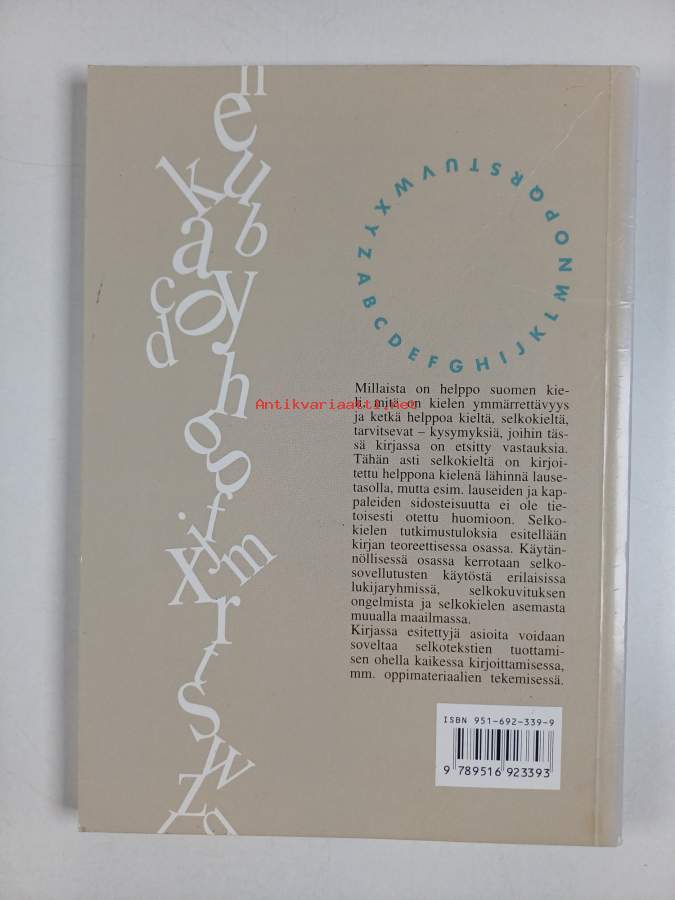 n
e
u
k
b
a
y
c
o
d
h
o
g
s
t
i
j
m
x
r
t
s
w
z
A B C D E F G H I J K L M N O P Q R S T U V W X Y Z
Millaista on helppo suomen kie-
li, mitä on kielen ymmärrettävyys
Antikvariaatti.Net
ja ketkä helppoa kieltä, selkokieltä,
tarvitsevat – kysymyksiä, joihin täs-
sä kirjassa on etsitty vastauksia.
Tähän asti selkokieltä on kirjoi-
tettu helppona kielenä lähinnä lause-
tasolla, mutta esim. lauseiden ja kap-
paleiden sidosteisuutta ei ole tie-
toisesti otettu huomioon. Selko-
kielen tutkimustuloksia esitellään
kirjan teoreettisessa osassa. Käytän-
nöllisessä osassa kerrotaan selko-
sovellutusten käytöstä erilaisissa
lukijaryhmissä, selkokuvituksen
ongelmista ja selkokielen asemasta
muualla maailmassa.
Kirjassa esitettyjä asioita voidaan
soveltaa selkotekstien tuottami-
sen ohella kaikessa kirjoittamisessa,
mm. oppimateriaalien tekemisessä.
ISBN 951-692-339-9
9 789516 923393